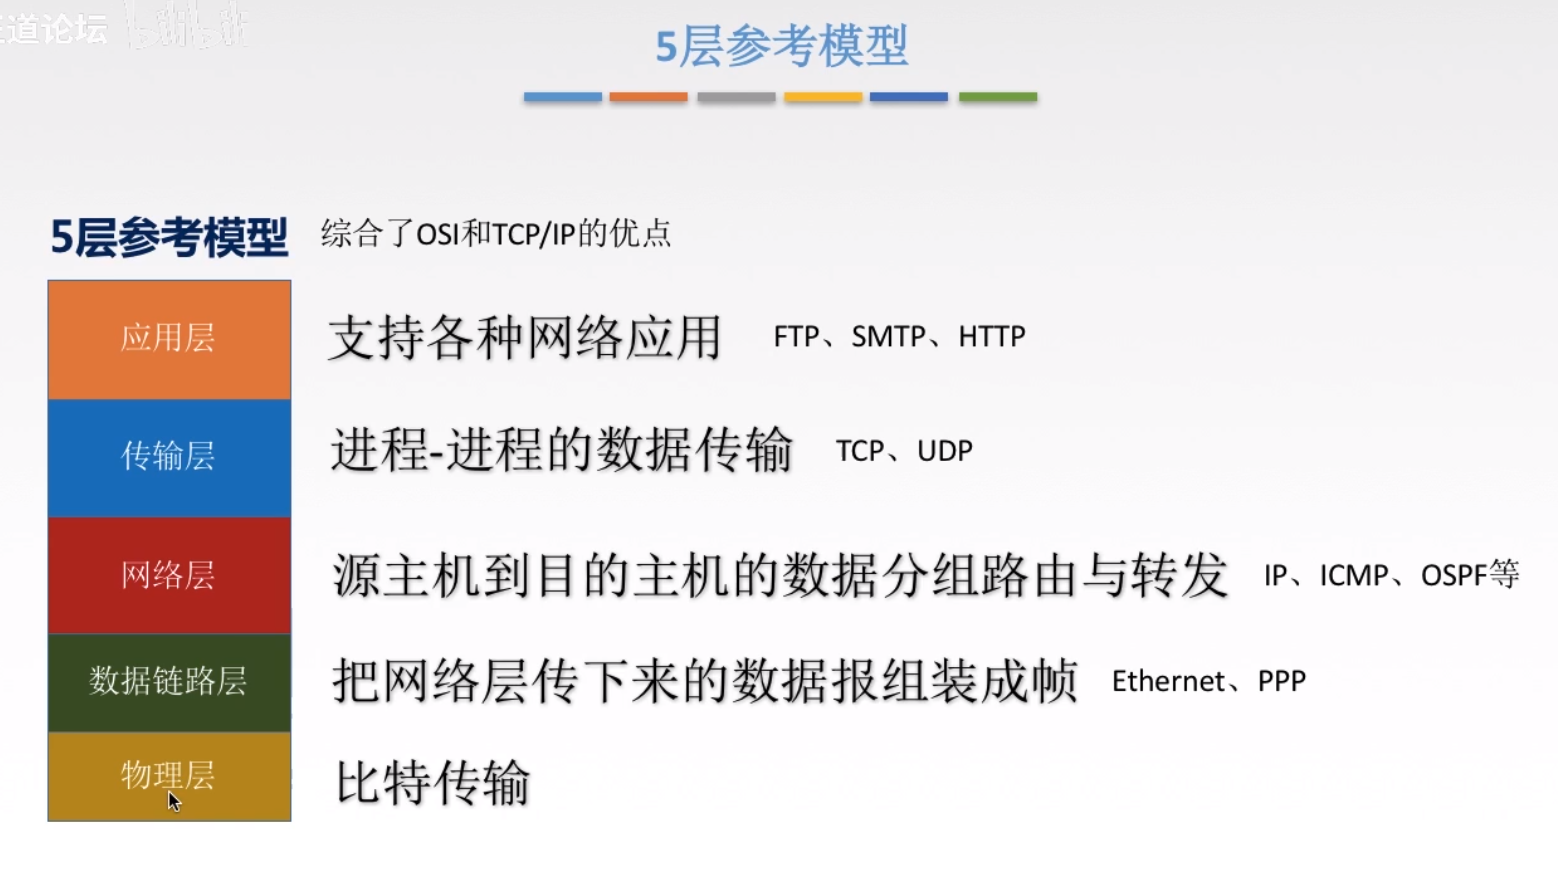 道论坛 bilibili
5层参考模型
5层参考模型 综合了OSI和TCP/IP的优点
应用层 支持各种网络应用 FTP、SMTP、HTTP
传输层 进程-进程的数据传输 TCP、UDP
网络层 源主机到目的主机的数据分组路由与转发 IP、ICMP、OSPF等
数据链路层 把网络层传下来的数据报组装成帧 Ethernet、PPP
物理层 比特传输